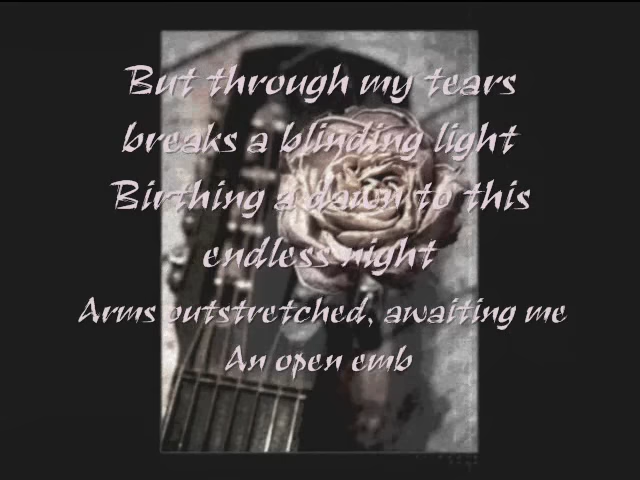 But through my tears
breaks a blinding light
Birthing a dawn to this
endless night
Arms outstretched, awaiting me
An open emb